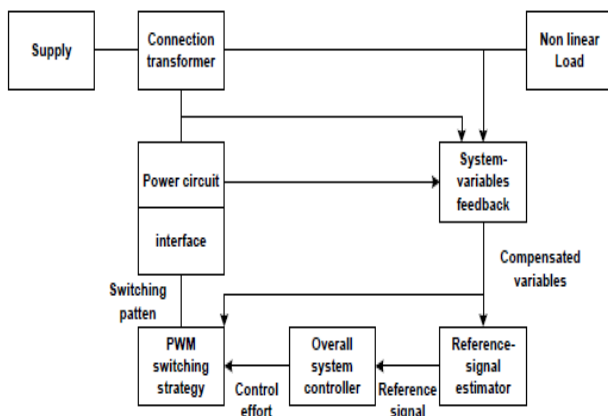 Supply
Connection
transformer
Non linear
Load
Power circuit
System-
variables
feedback
interface
Compensated
variables
Switching
patten
PWM
switching
strategy
Control
effort
Overall
system
controller
Reference
signal
Reference-
signal
estimator